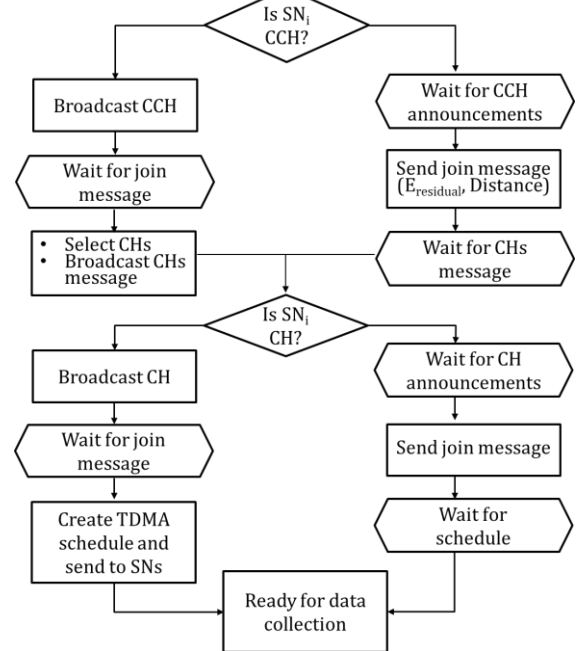 Is SNi
CCH?
Broadcast CCH
Wait for CCH
announcements
Wait for join
message
Send join message
(Eresidual, Distance)
• Select CHs
• Broadcast CHs
message
Wait for CHs
message
Is SNi
CH?
Broadcast CH
Wait for CH
announcements
Wait for join
message
Send join message
Create TDMA
schedule and
send to SNs
Wait for
schedule
Ready for data
collection